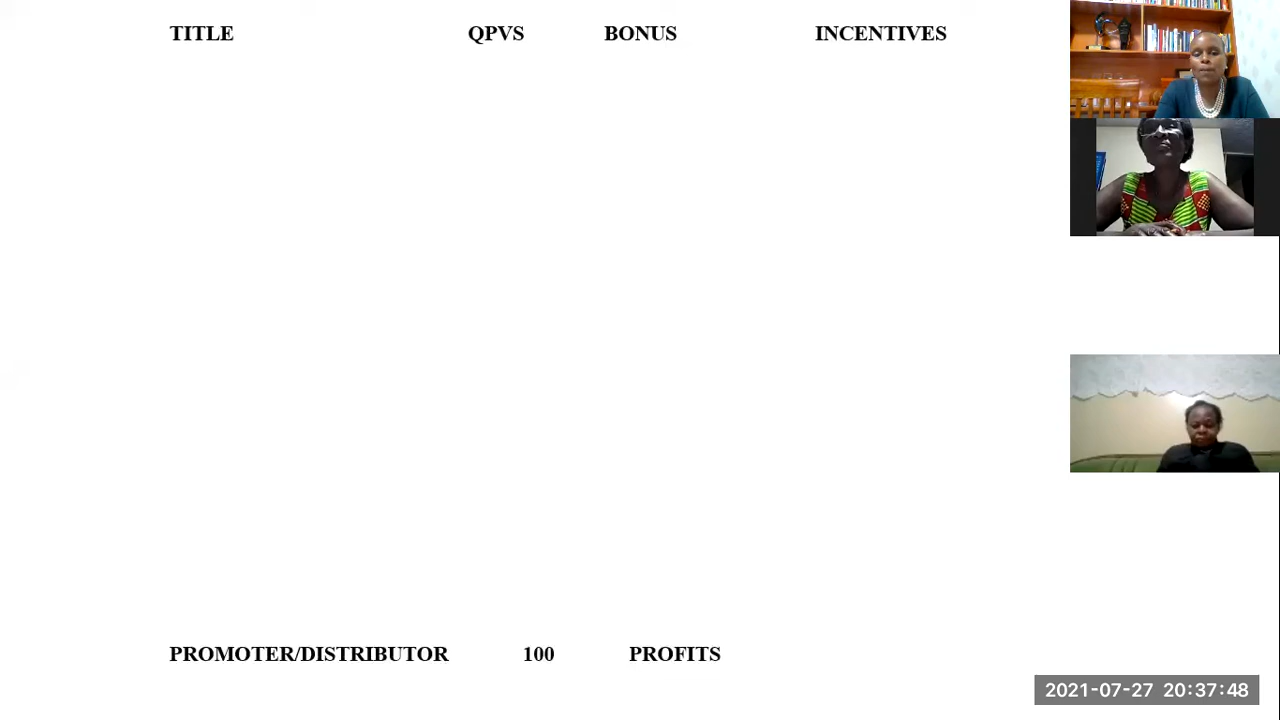 TITLE QPVS BONUS INCENTIVES
PROMOTER/DISTRIBUTOR 100 PROFITS
2021-07-27 20:37:48